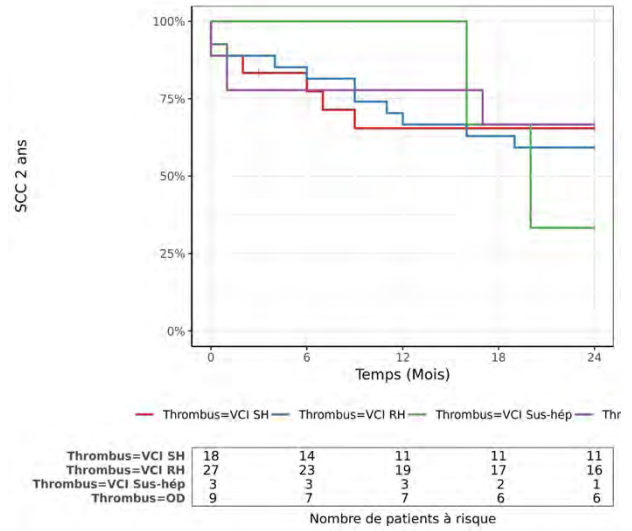 100%
75%
50%
25%
0%
SCC 2 ans
0 6 12 18 24
Temps (Mois)
Thrombus=VCI SH Thrombus=VCI RH Thrombus=VCI Sus-hép Thr
Thrombus=VCI SH 18 14 11 11 11
Thrombus=VCI RH 27 23 19 17 16
Thrombus=VCI Sus-hép 3 3 3 2 1
Thrombus=OD 9 7 7 6 6
Nombre de patients à risque